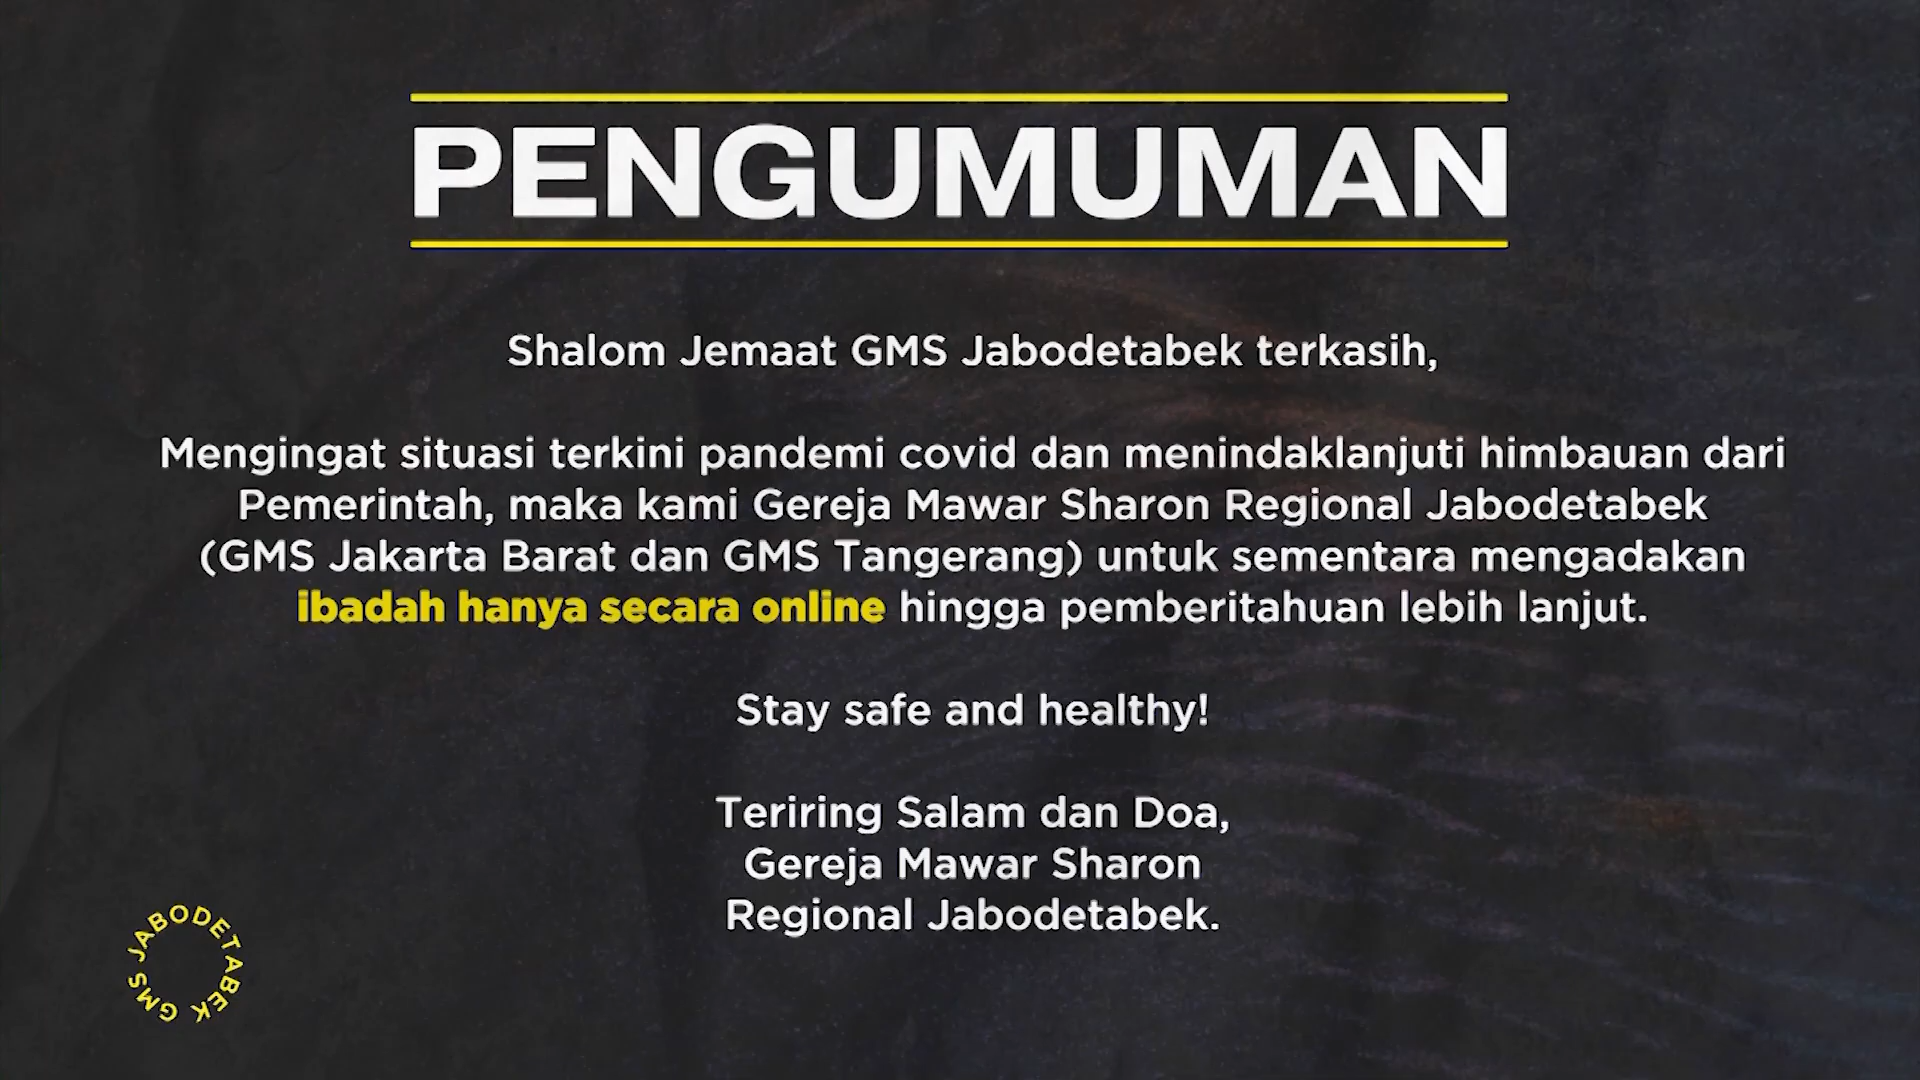 PENGUMUMAN
Shalom Jemaat GMS Jabodetabek terkasih,
Mengingat situasi terkini pandemi covid dan menindaklanjuti himbauan dari
Pemerintah, maka kami Gereja Mawar Sharon Regional Jabodetabek
(GMS Jakarta Barat dan GMS Tangerang) untuk sementara mengadakan
ibadah hanya secara online hingga pemberitahuan lebih lanjut.
Stay safe and healthy!
Teriring Salam dan Doa,
Gereja Mawar Sharon
Regional Jabodetabek.
GMS JABODETABEK